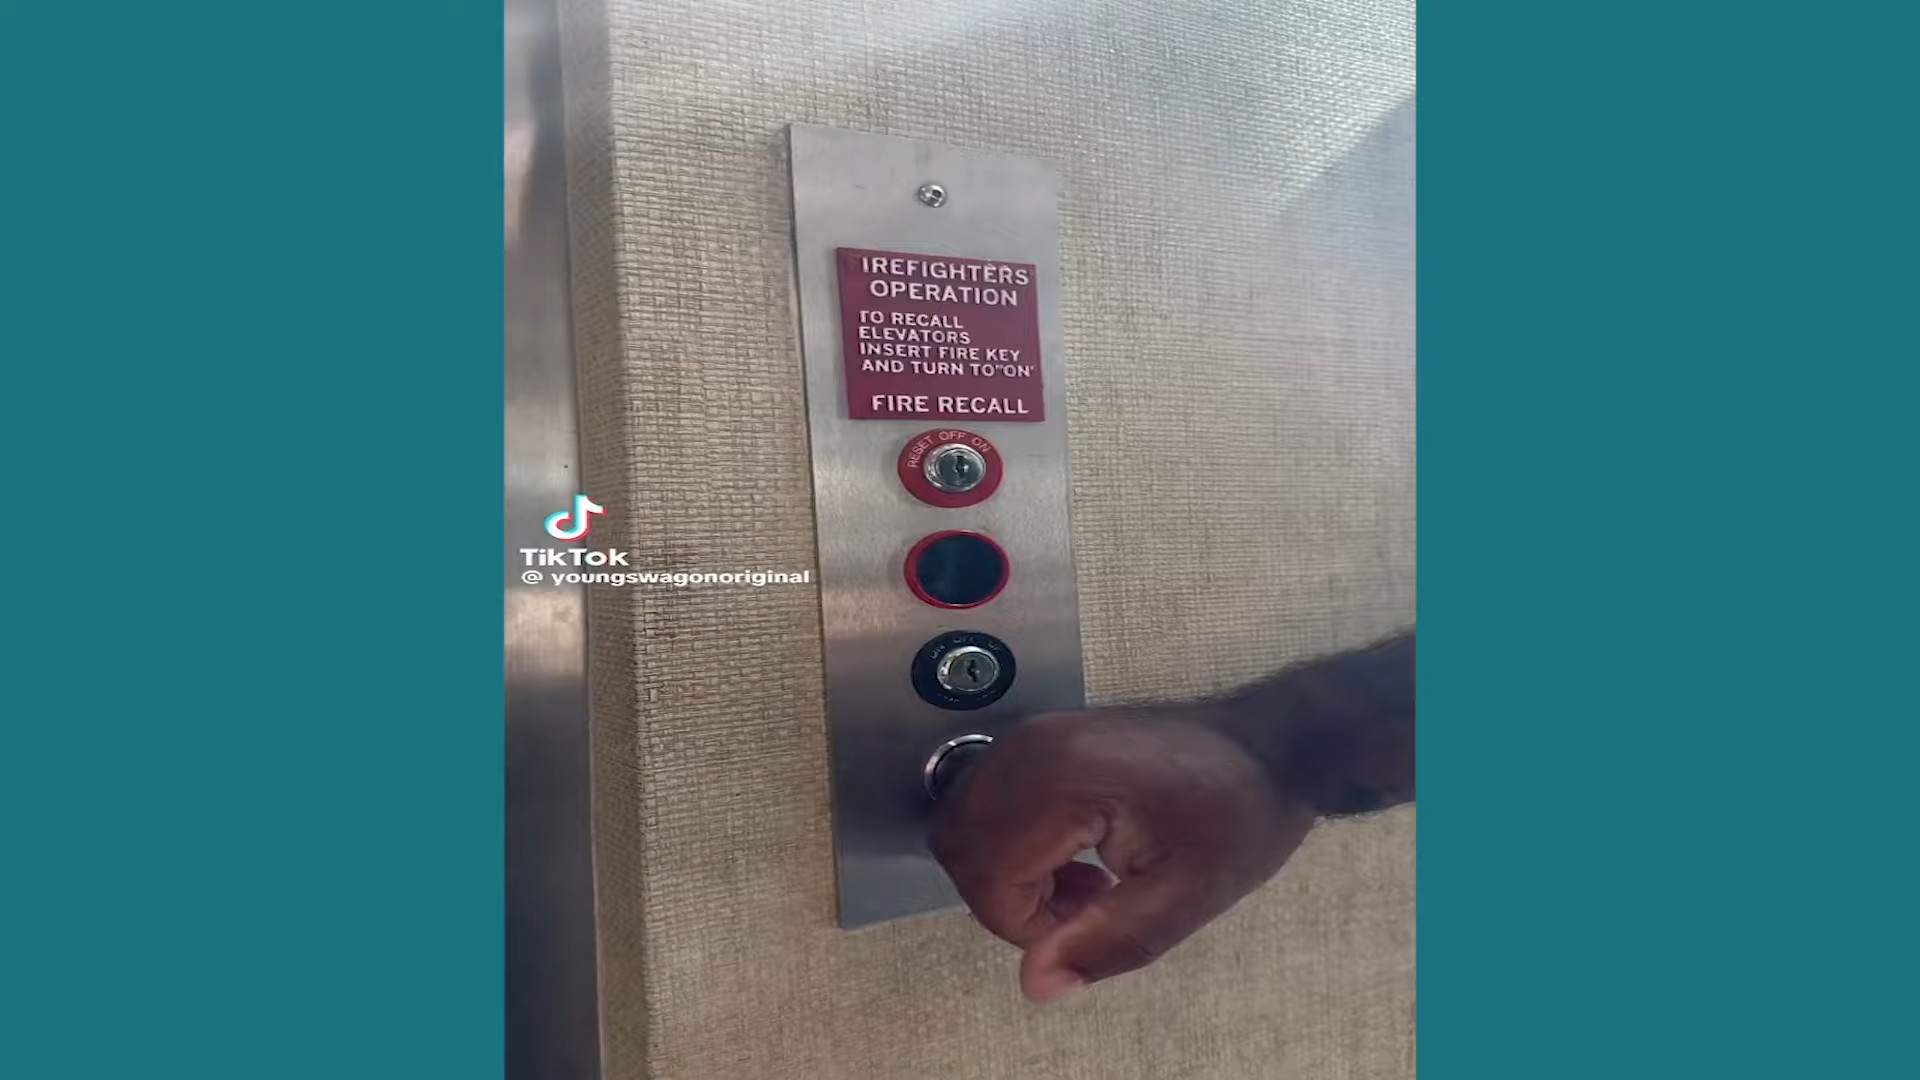 IREFIGHTERS
OPERATION
TO RECALL
ELEVATORS
INSERT FIRE KEY
AND TURN TO "ON"
FIRE RECALL
RESET OFF ON
TikTok
@ youngswagonoriginal